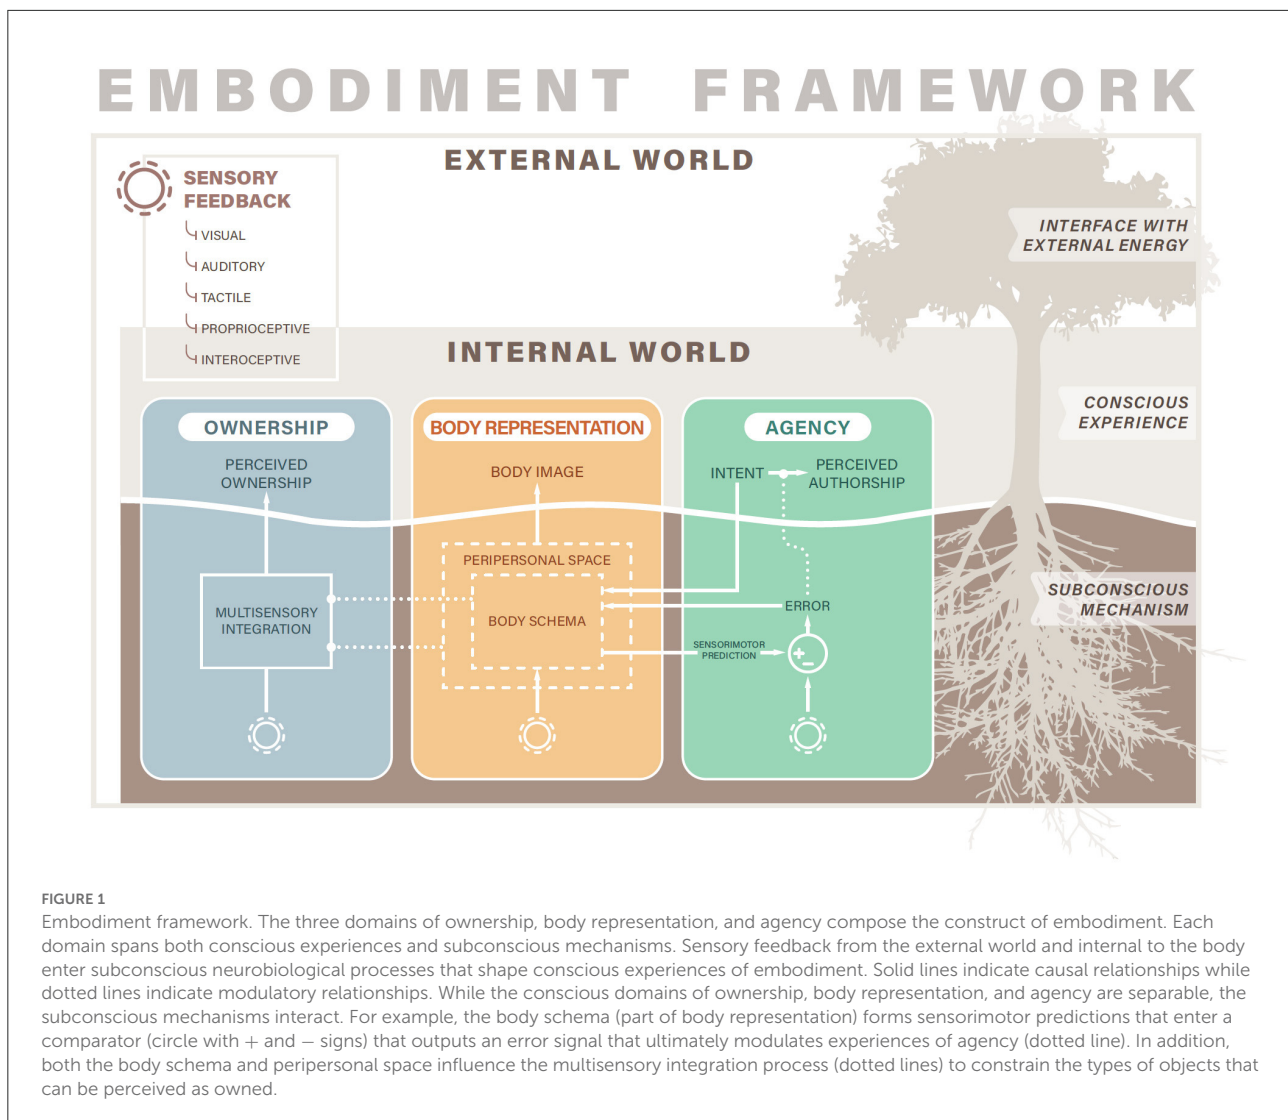 EMBODIMENT FRAMEWORK
EXTERNAL WORLD
SENSORY
FEEDBACK
VISUAL
AUDITORY
TACTILE
PROPRIOCEPTIVE
INTEROCEPTIVE
INTERFACE WITH
EXTERNAL ENERGY
INTERNAL WORLD
CONSCIOUS
EXPERIENCE
OWNERSHIP
PERCEIVED
OWNERSHIP
MULTISENSORY
INTEGRATION
BODY REPRESENTATION
BODY IMAGE
PERIPERSONAL SPACE
BODY SCHEMA
AGENCY
INTENT
PERCEIVED
AUTHORSHIP
ERROR
SENSORIMOTOR
PREDICTION
+
−
SUBCONSCIOUS
MECHANISM
FIGURE 1
Embodiment framework. The three domains of ownership, body representation, and agency compose the construct of embodiment. Each
domain spans both conscious experiences and subconscious mechanisms. Sensory feedback from the external world and internal to the body
enter subconscious neurobiological processes that shape conscious experiences of embodiment. Solid lines indicate causal relationships while
dotted lines indicate modulatory relationships. While the conscious domains of ownership, body representation, and agency are separable, the
subconscious mechanisms interact. For example, the body schema (part of body representation) forms sensorimotor predictions that enter a
comparator (circle with + and − signs) that outputs an error signal that ultimately modulates experiences of agency (dotted line). In addition,
both the body schema and peripersonal space influence the multisensory integration process (dotted lines) to constrain the types of objects that
can be perceived as owned.